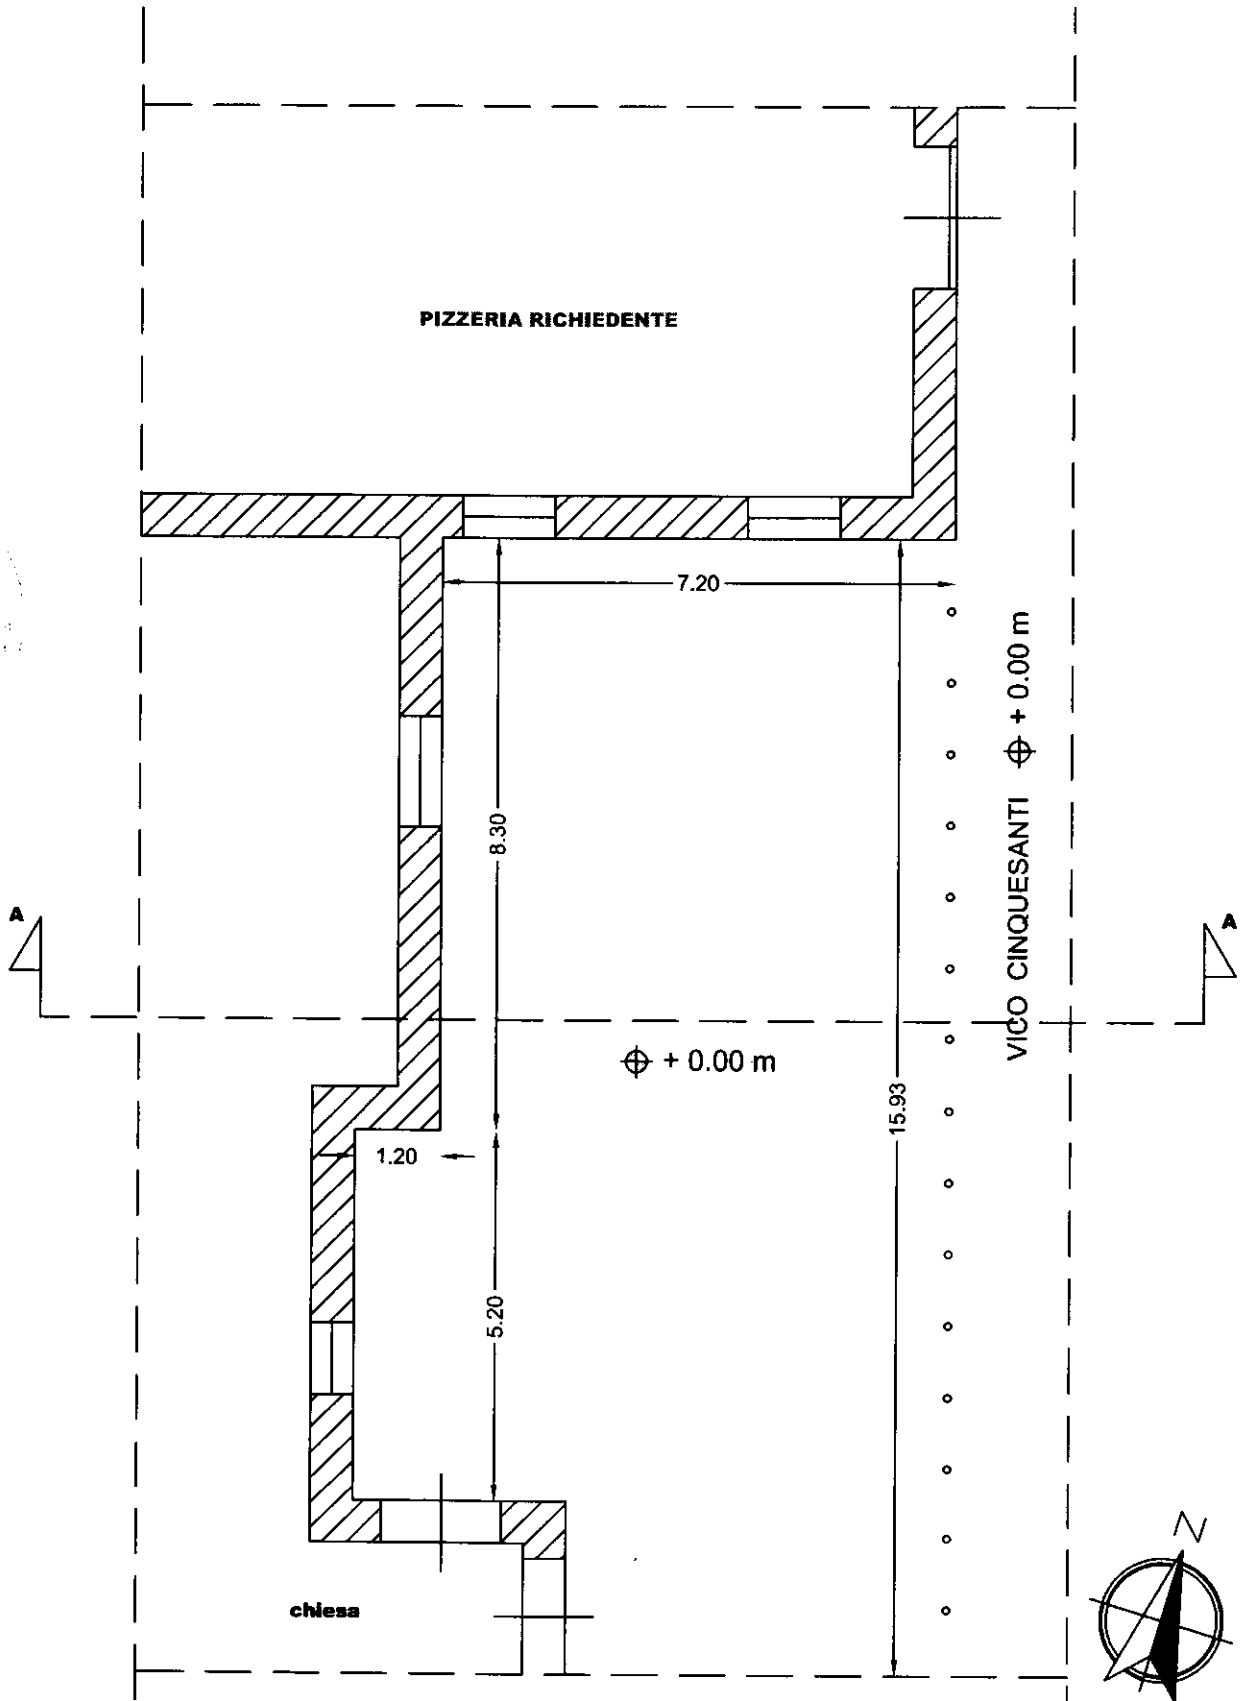 PIZZERIA RICHIEDENTE
7.20
VICO CINQUESANTI + 0.00 m
8.30
A
A
+ 0.00 m
15.93
1.20
5.20
N
chiesa